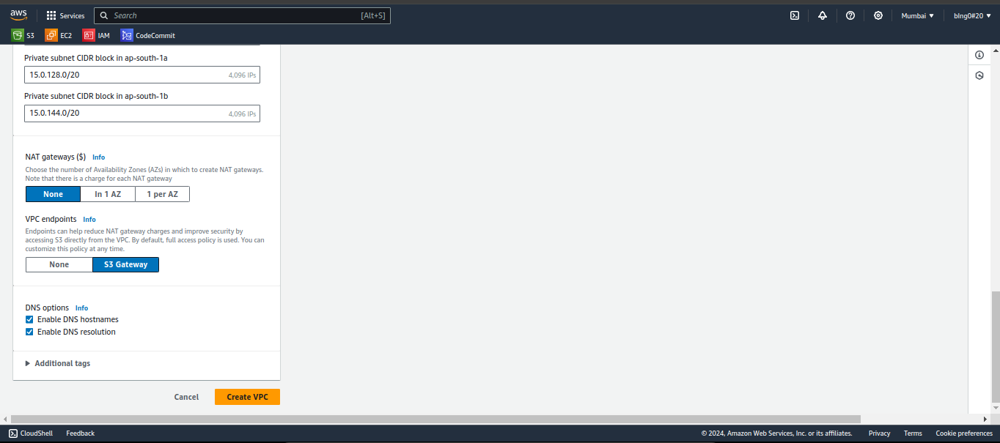 aws
Services
Search [Alt+S]
Mumbai
bIng0#20
S3
EC2
IAM
CodeCommit
Private subnet CIDR block in ap-south-1a
15.0.128.0/20 4,096 IPs
Private subnet CIDR block in ap-south-1b
15.0.144.0/20 4,096 IPs
NAT gateways ($) Info
Choose the number of Availability Zones (AZs) in which to create NAT gateways.
Note that there is a charge for each NAT gateway
None In 1 AZ 1 per AZ
VPC endpoints Info
Endpoints can help reduce NAT gateway charges and improve security by
accessing S3 directly from the VPC. By default, full access policy is used. You can
customize this policy at any time.
None S3 Gateway
DNS options Info
Enable DNS hostnames
Enable DNS resolution
Additional tags
Cancel Create VPC
CloudShell Feedback © 2024, Amazon Web Services, Inc. or its affiliates. Privacy Terms Cookie preferences